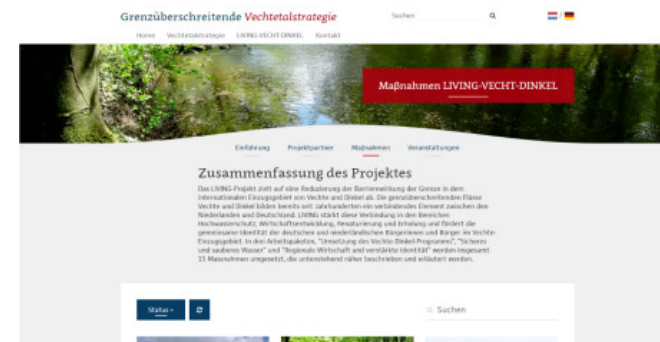 Grenzüberschreitende Vechtetalstrategie
Suchen
/
Home Vechtetalstrategie LIVING-VECHT-DINKEL Kontakt
Maßnahmen LIVING-VECHT-DINKEL
Einführung Projektpartner Maßnahmen Veranstaltungen
Zusammenfassung des Projektes
Das LIVING-Projekt zielt auf eine Reduzierung der Barrierewirkung der Grenze in dem
internationalen Einzugsgebiet von Vechte und Dinkel ab. Die grenzüberschreitenden Flüsse
Vechte und Dinkel bilden bereits seit Jahrhunderten ein verbindendes Element zwischen den
Niederlanden und Deutschland. LIVING stärkt diese Verbindung in den Bereichen
Hochwasserschutz, Wirtschaftsentwicklung, Renaturierung und Erholung und fördert die
gemeinsame Identität der deutschen und niederländischen Bürgerinnen und Bürger im Vechte-
Einzugsgebiet. In drei Arbeitspaketen, "Umsetzung des Vechte-Dinkel-Programms", "Sicheres
und sauberes Wasser" und "Regionale Wirtschaft und verstärkte Identität" werden insgesamt
15 Massnahmen umgesetzt, die untenstehend näher beschrieben und erläutert werden.
Status
Suchen